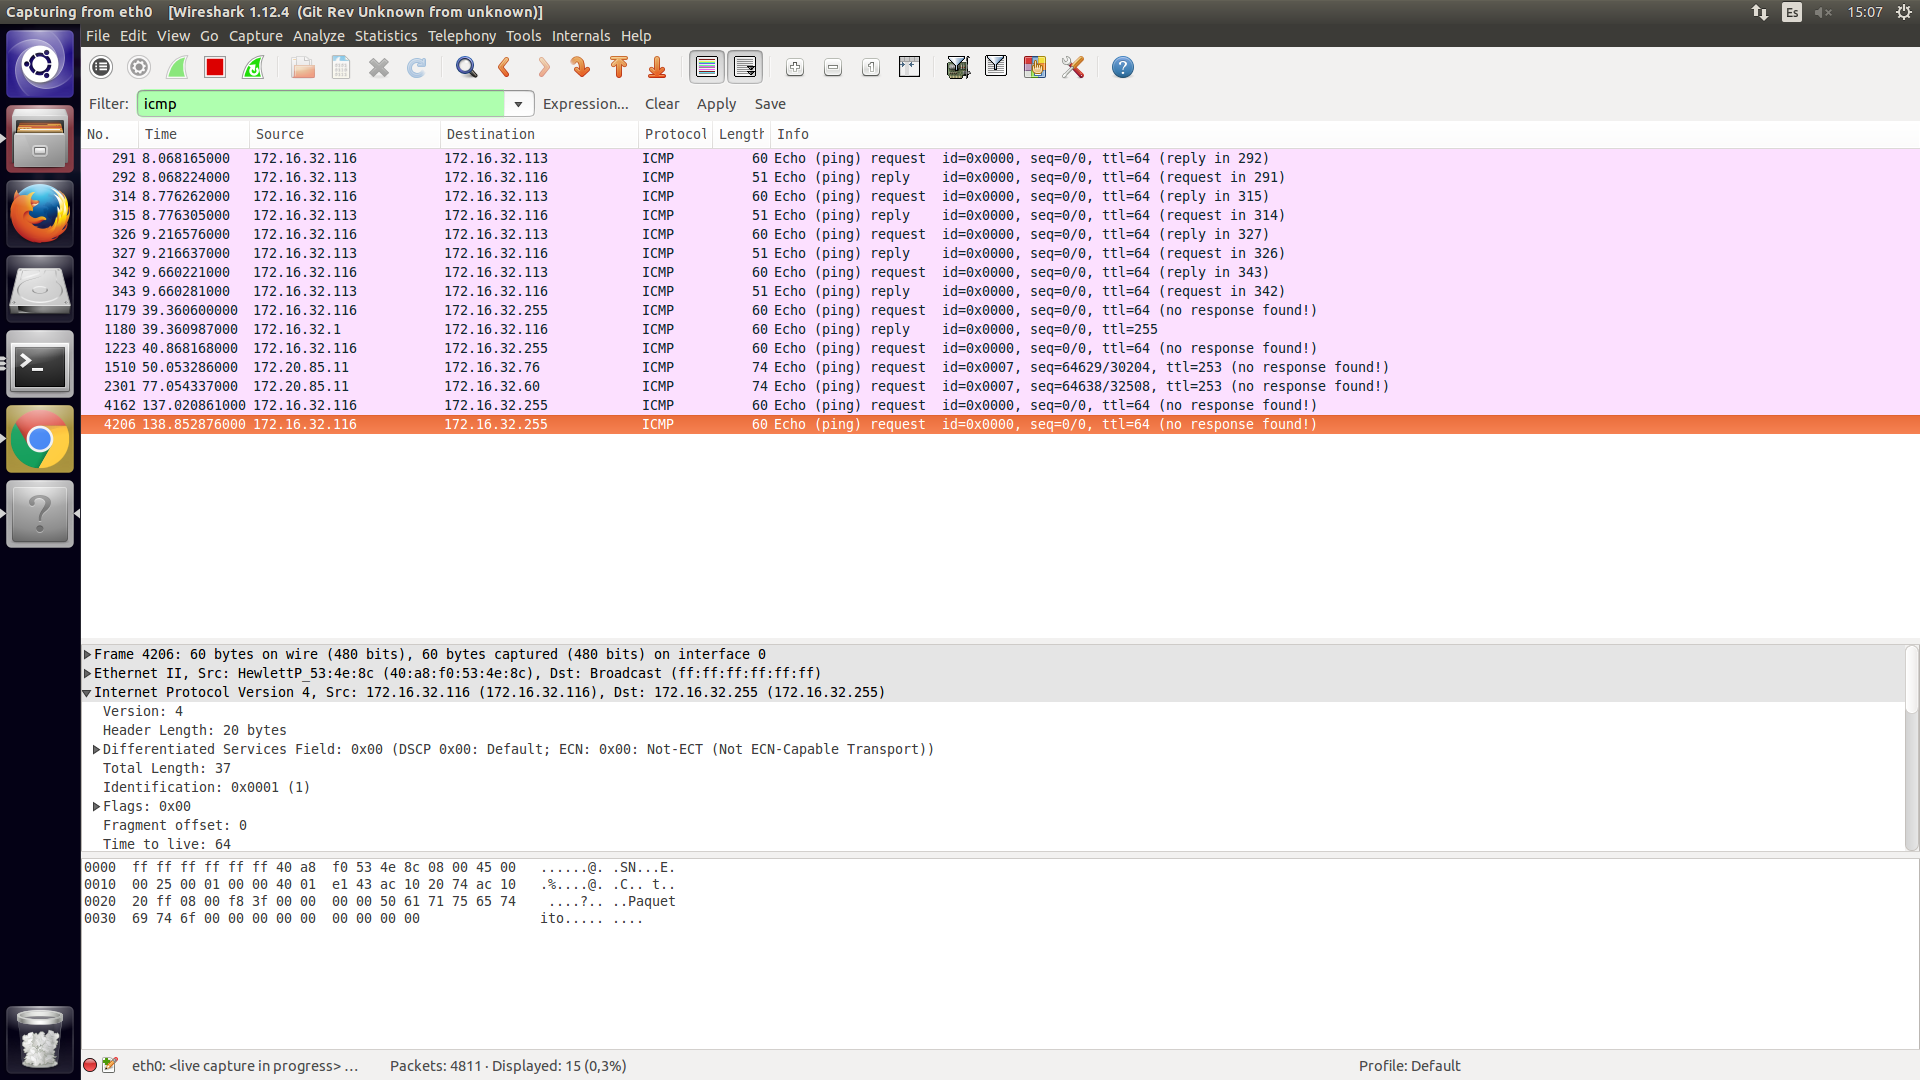 Capturing from eth0   [Wireshark 1.12.4  (Git Rev Unknown from unknown)]
Es 15:07
File Edit View Go Capture Analyze Statistics Telephony Tools Internals Help
Filter: icmp Expression... Clear Apply Save
No. Time Source Destination Protocol Length Info
291 8.068165000 172.16.32.116 172.16.32.113 ICMP 60 Echo (ping) request  id=0x0000, seq=0/0, ttl=64 (reply in 292)
292 8.068224000 172.16.32.113 172.16.32.116 ICMP 51 Echo (ping) reply    id=0x0000, seq=0/0, ttl=64 (request in 291)
314 8.776262000 172.16.32.116 172.16.32.113 ICMP 60 Echo (ping) request  id=0x0000, seq=0/0, ttl=64 (reply in 315)
315 8.776305000 172.16.32.113 172.16.32.116 ICMP 51 Echo (ping) reply    id=0x0000, seq=0/0, ttl=64 (request in 314)
326 9.216576000 172.16.32.116 172.16.32.113 ICMP 60 Echo (ping) request  id=0x0000, seq=0/0, ttl=64 (reply in 327)
327 9.216637000 172.16.32.113 172.16.32.116 ICMP 51 Echo (ping) reply    id=0x0000, seq=0/0, ttl=64 (request in 326)
342 9.660221000 172.16.32.116 172.16.32.113 ICMP 60 Echo (ping) request  id=0x0000, seq=0/0, ttl=64 (reply in 343)
343 9.660281000 172.16.32.113 172.16.32.116 ICMP 51 Echo (ping) reply    id=0x0000, seq=0/0, ttl=64 (request in 342)
1179 39.360600000 172.16.32.116 172.16.32.255 ICMP 60 Echo (ping) request  id=0x0000, seq=0/0, ttl=64 (no response found!)
1180 39.360987000 172.16.32.1 172.16.32.116 ICMP 60 Echo (ping) reply    id=0x0000, seq=0/0, ttl=255
1223 40.868168000 172.16.32.116 172.16.32.255 ICMP 60 Echo (ping) request  id=0x0000, seq=0/0, ttl=64 (no response found!)
1510 50.053286000 172.20.85.11 172.16.32.76 ICMP 74 Echo (ping) request  id=0x0007, seq=64629/30204, ttl=253 (no response found!)
2301 77.054337000 172.20.85.11 172.16.32.60 ICMP 74 Echo (ping) request  id=0x0007, seq=64638/32508, ttl=253 (no response found!)
4162 137.020861000 172.16.32.116 172.16.32.255 ICMP 60 Echo (ping) request  id=0x0000, seq=0/0, ttl=64 (no response found!)
4206 138.852876000 172.16.32.116 172.16.32.255 ICMP 60 Echo (ping) request  id=0x0000, seq=0/0, ttl=64 (no response found!)
Frame 4206: 60 bytes on wire (480 bits), 60 bytes captured (480 bits) on interface 0
Ethernet II, Src: HewlettP_53:4e:8c (40:a8:f0:53:4e:8c), Dst: Broadcast (ff:ff:ff:ff:ff:ff)
Internet Protocol Version 4, Src: 172.16.32.116 (172.16.32.116), Dst: 172.16.32.255 (172.16.32.255)
Version: 4
Header Length: 20 bytes
Differentiated Services Field: 0x00 (DSCP 0x00: Default; ECN: 0x00: Not-ECT (Not ECN-Capable Transport))
Total Length: 37
Identification: 0x0001 (1)
Flags: 0x00
Fragment offset: 0
Time to live: 64
0000  ff ff ff ff ff ff 40 a8  f0 53 4e 8c 08 00 45 00   ......@. .SN...E.
0010  00 25 00 01 00 00 40 01  e1 43 ac 10 20 74 ac 10   .%....@. .C.. t..
0020  20 ff 08 00 f8 3f 00 00  00 00 50 61 71 75 65 74    ....?.. ..Paquet
0030  69 74 6f 00 00 00 00 00  00 00 00 00   ito..... ....
eth0: <live capture in progress> ... Packets: 4811 · Displayed: 15 (0,3%) Profile: Default